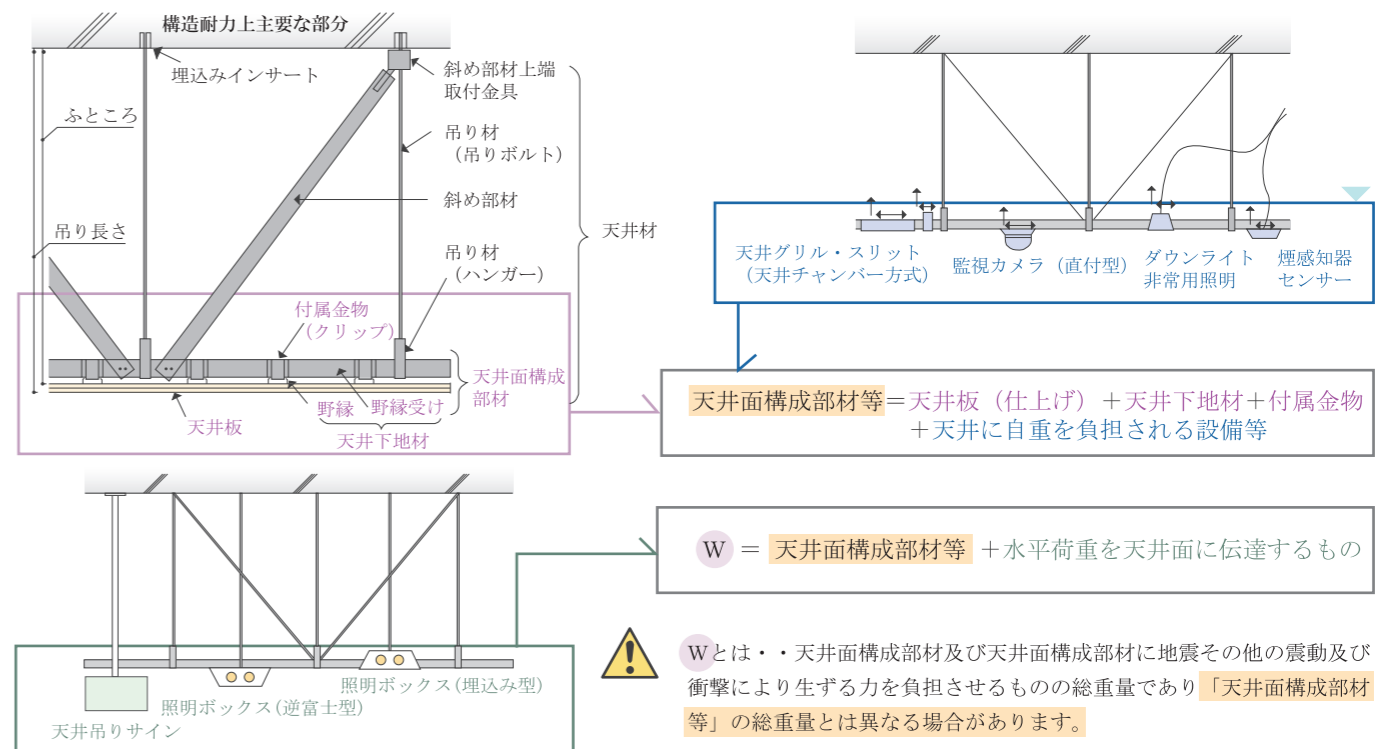 構造耐力上主要な部分
埋込みインサート
斜め部材上端
取付金具
ふところ
吊り材
（吊りボルト）
斜め部材
天井材
吊り長さ
吊り材
（ハンガー）
付属金物
（クリップ）
天井面構成
部材
野縁
野縁受け
天井板
天井下地材
天井グリル・スリット
（天井チャンバー方式）
監視カメラ（直付型）
ダウンライト
非常用照明
煙感知器
センサー
天井面構成部材等＝天井板（仕上げ）＋天井下地材＋付属金物
＋天井に自重を負担される設備等
W ＝ 天井面構成部材等 ＋水平荷重を天井面に伝達するもの
照明ボックス(埋込み型)
照明ボックス(逆富士型)
天井吊りサイン
Wとは・・天井面構成部材及び天井面構成部材に地震その他の震動及び
衝撃により生ずる力を負担させるものの総重量であり「天井面構成部材
等」の総重量とは異なる場合があります。